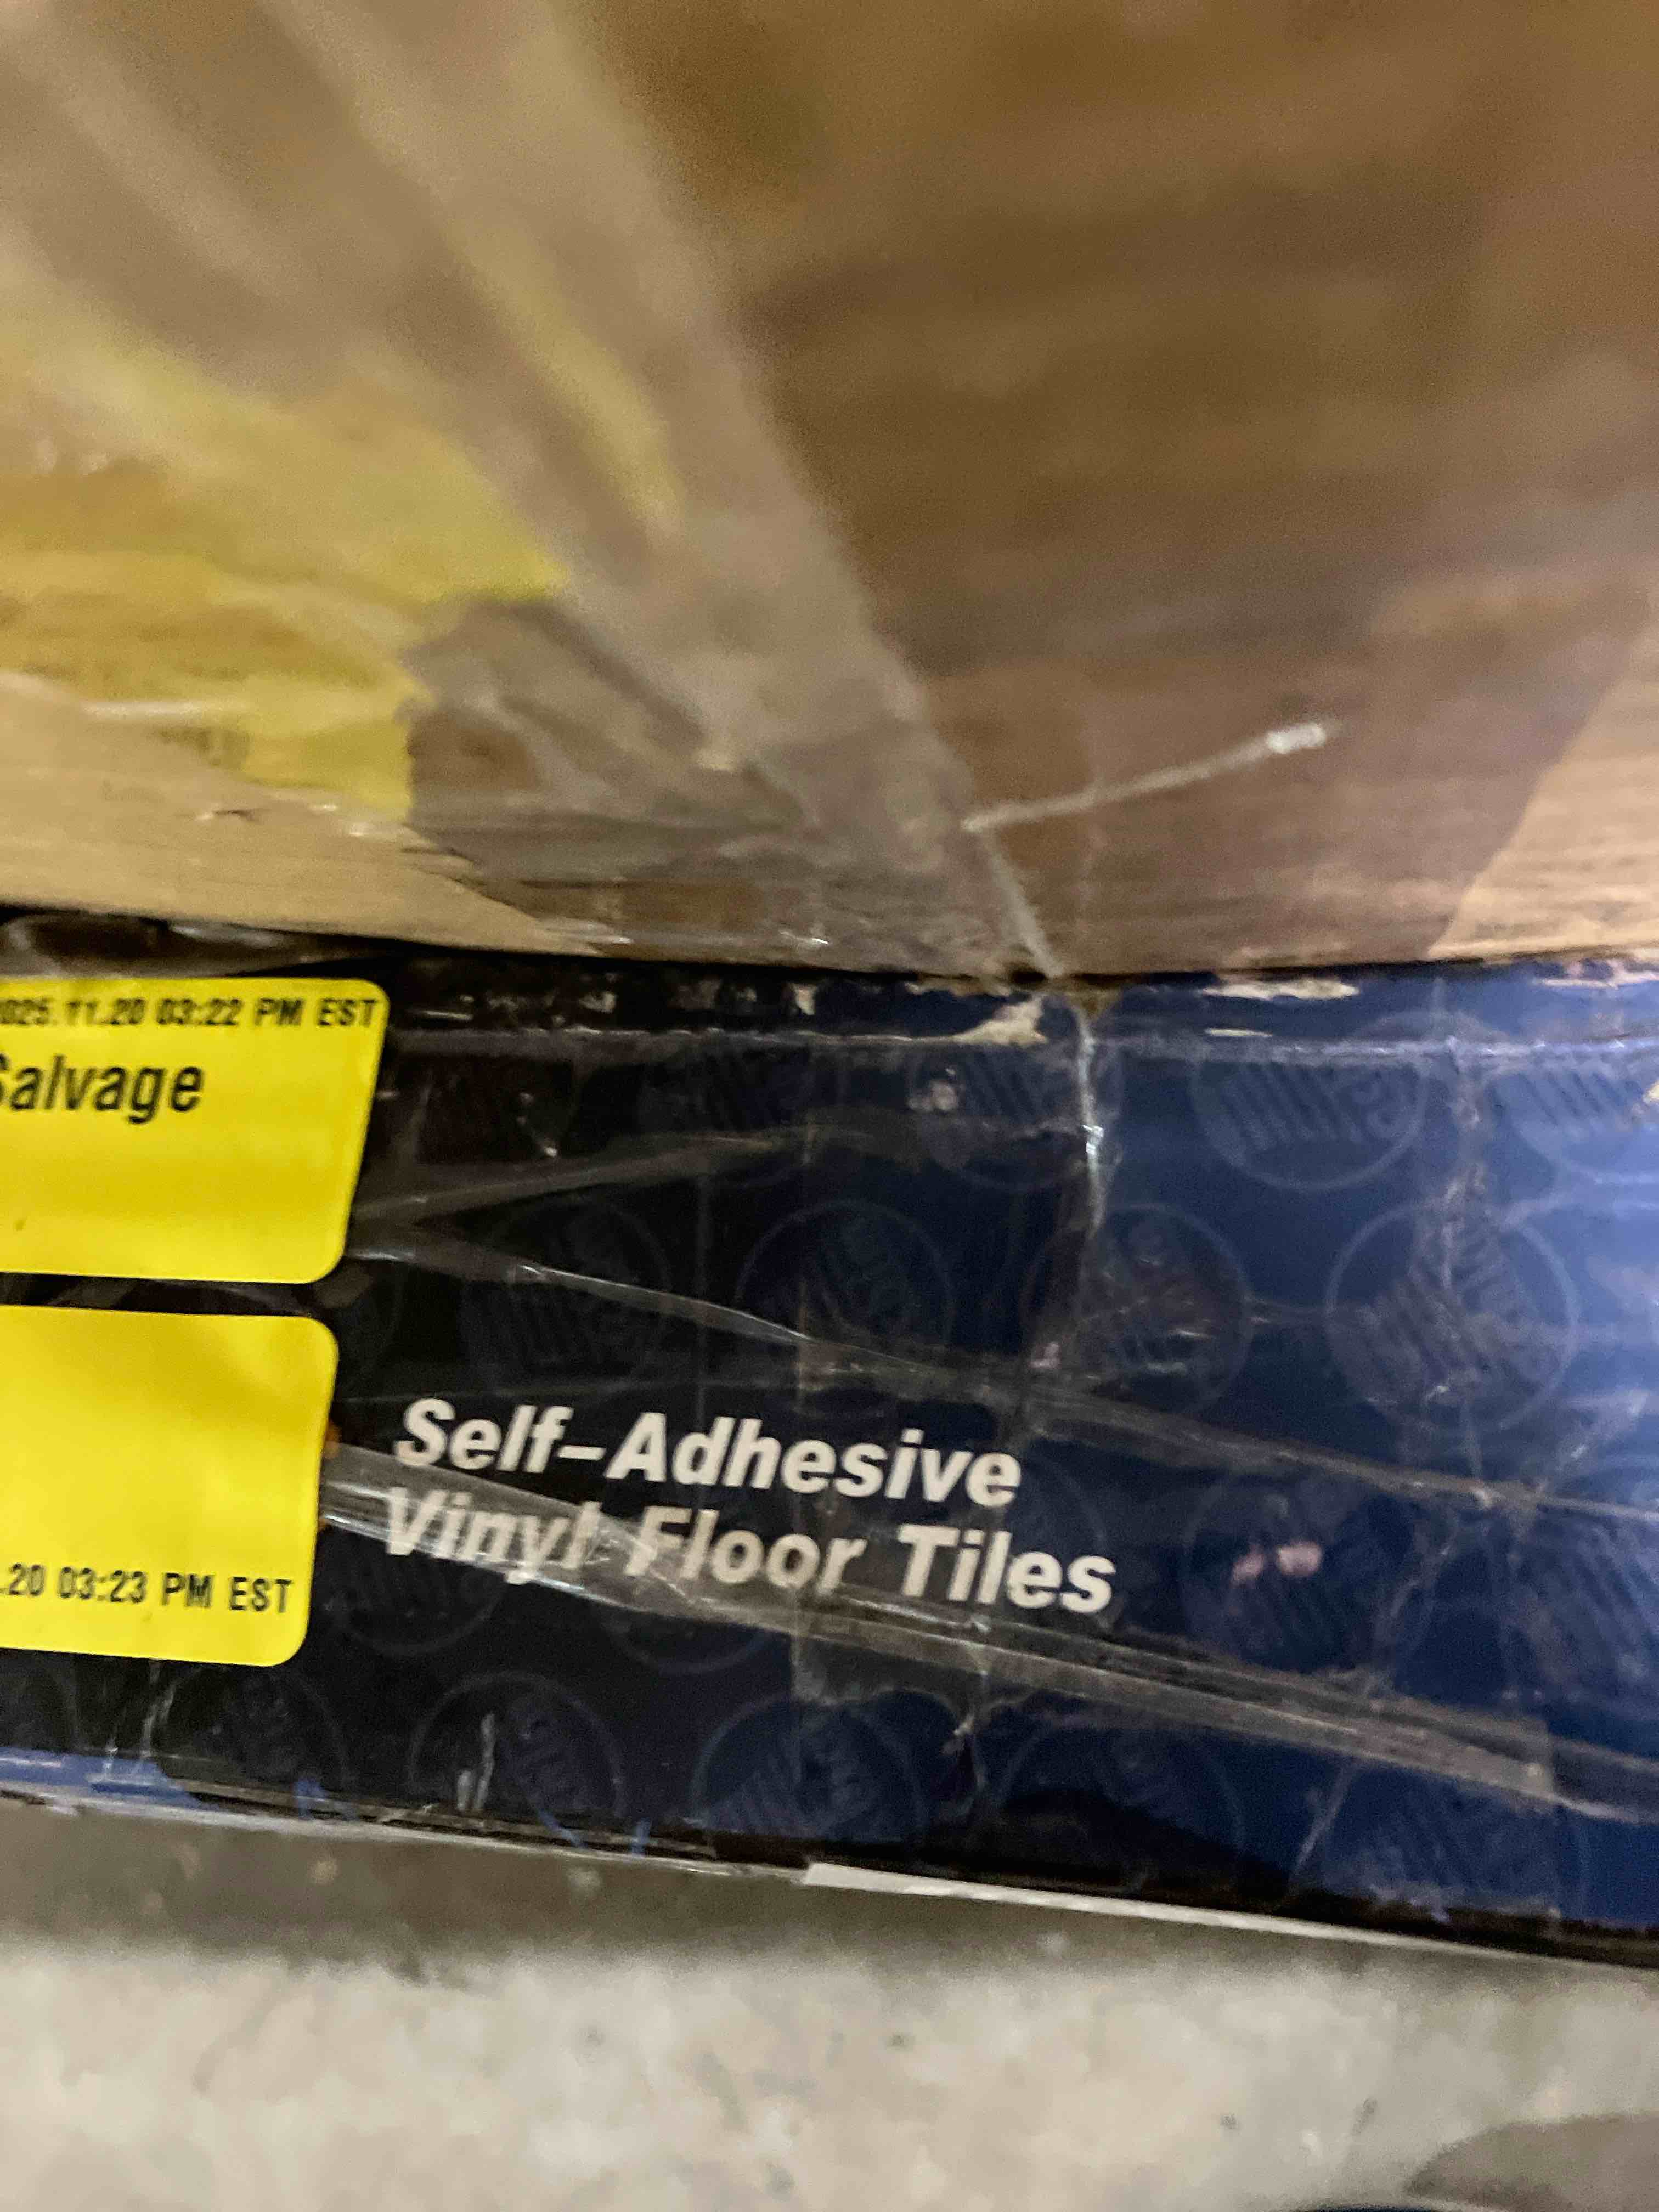 025.11.20 03:22 PM EST
Salvage
.20 03:23 PM EST
Self-Adhesive
Vinyl Floor Tiles